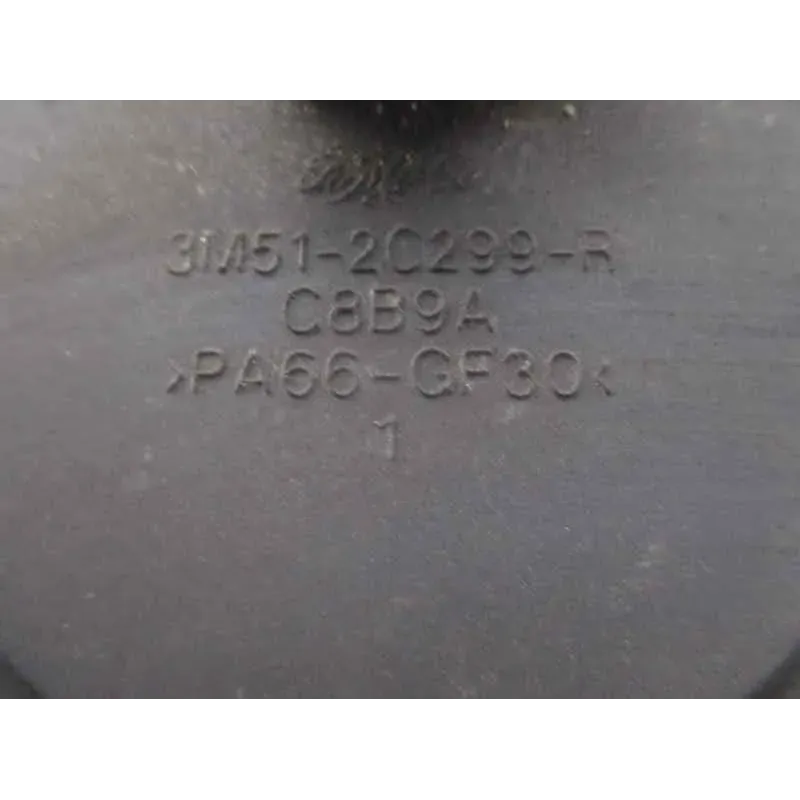 3M51-2C299-R
C8B9A
>PA66-GF30<
1